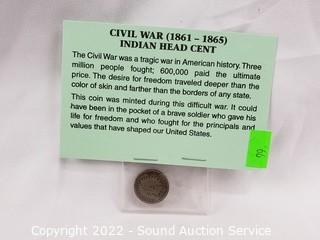 CIVIL WAR (1861 – 1865)
INDIAN HEAD CENT
The Civil War was a tragic war in American history. Three
million people fought; 600,000 paid the ultimate
price. The desire for freedom traveled deeper than the
color of skin and farther than the borders of any state.
This coin was minted during this difficult war. It could
have been in the pocket of a brave soldier who gave his
life for freedom and who fought for the principals and
values that have shaped our United States.
Copyright 2022 - Sound Auction Service